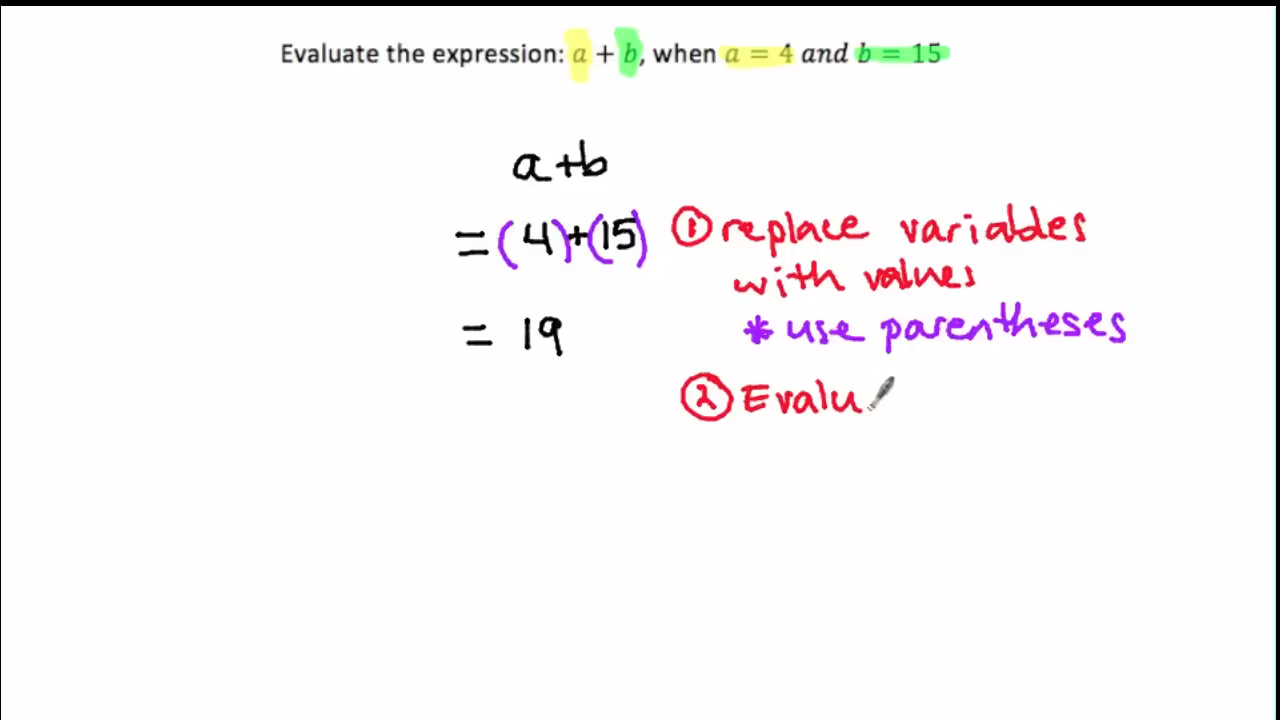 Evaluate the expression: a + b, when a = 4 and b = 15
a+b
= (4)+(15) ① replace variables
with values
= 19 * use parentheses
② Evalu